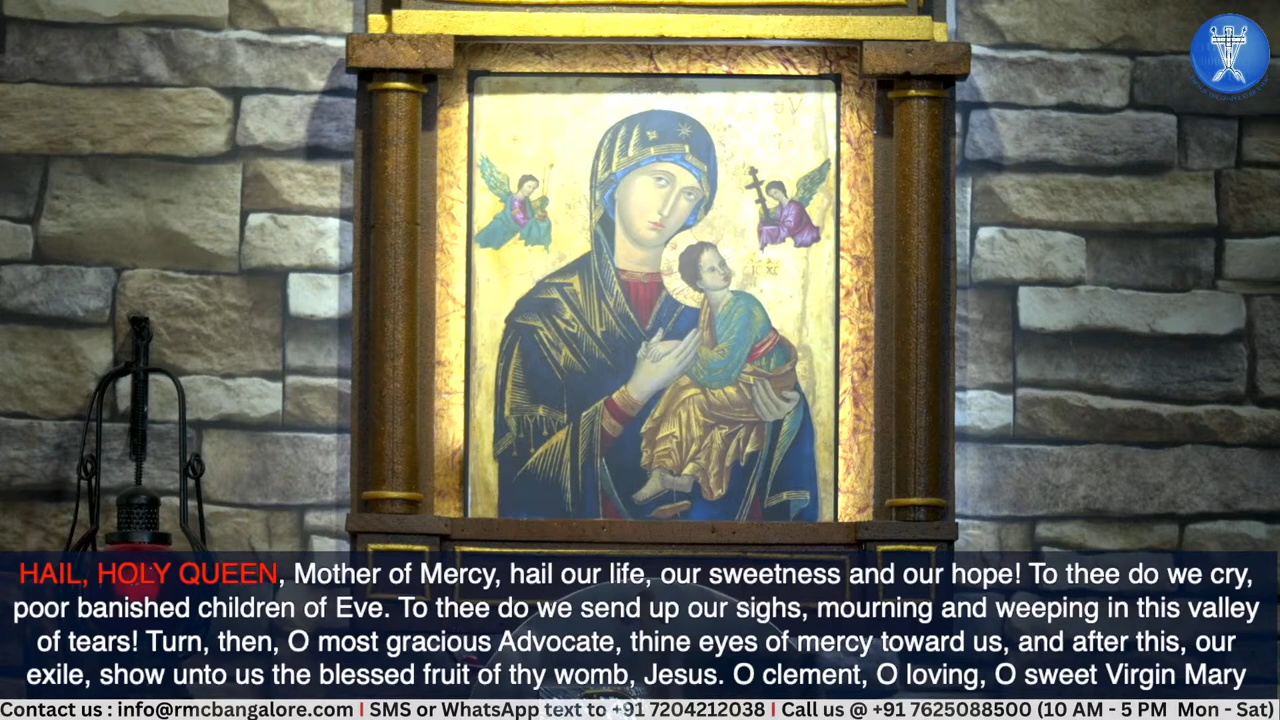 HAIL, HOLY QUEEN, Mother of Mercy, hail our life, our sweetness and our hope! To thee do we cry,
poor banished children of Eve. To thee do we send up our sighs, mourning and weeping in this valley
of tears! Turn, then, O most gracious Advocate, thine eyes of mercy toward us, and after this, our
exile, show unto us the blessed fruit of thy womb, Jesus. O clement, O loving, O sweet Virgin Mary
Contact us : info@rmcbangalore.com I SMS or WhatsApp text to +91 7204212038 I Call us @ +91 7625088500 (10 AM - 5 PM Mon - Sat)